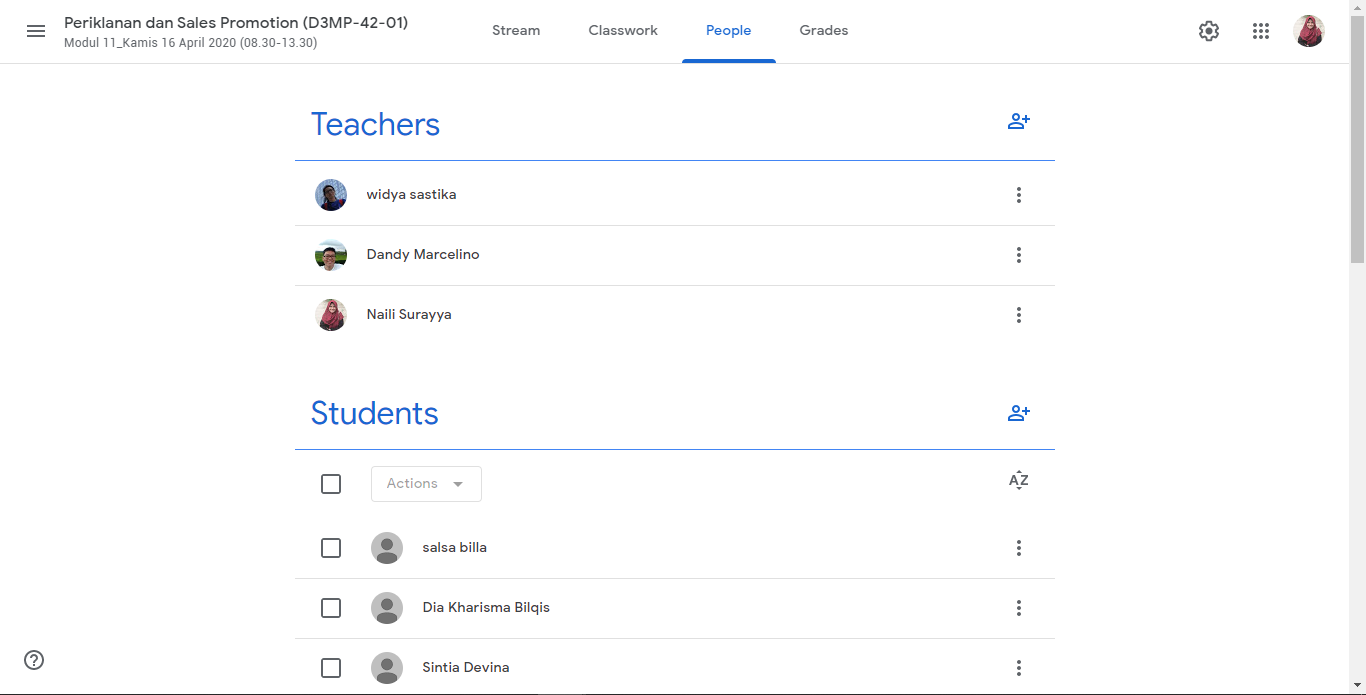 Periklanan dan Sales Promotion (D3MP-42-01)
Modul 11_Kamis 16 April 2020 (08.30-13.30)
Stream
Classwork
People
Grades
Teachers
widya sastika
Dandy Marcelino
Naili Surayya
Students
Actions
AZ
salsa billa
Dia Kharisma Bilqis
Sintia Devina